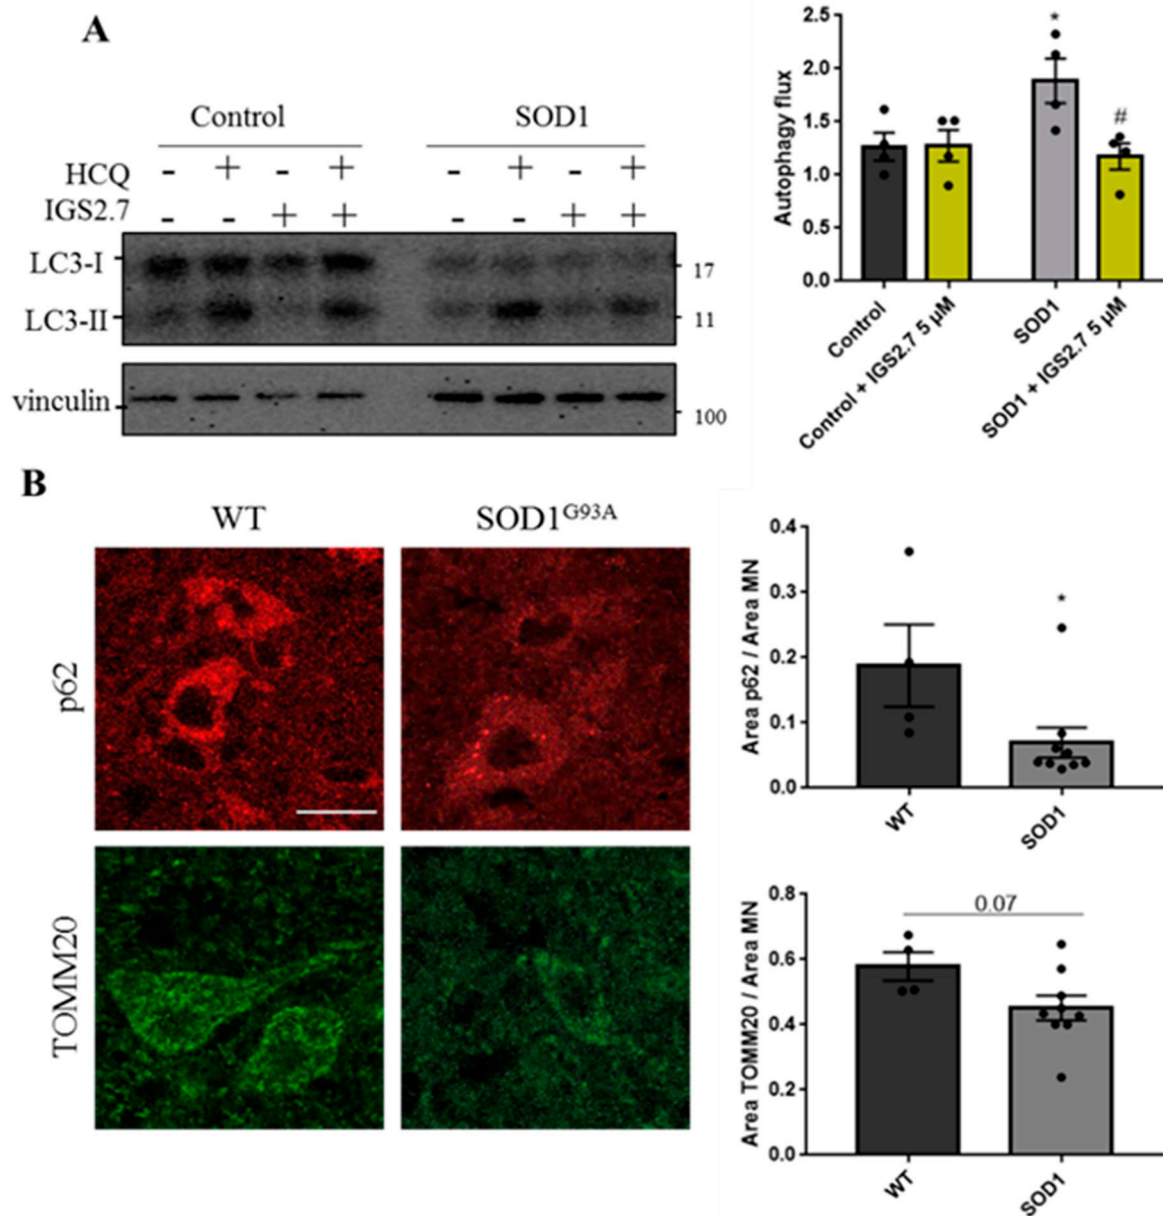 A
Control SOD1
HCQ - + - + - + - +
IGS2.7 - - + + - - + +
LC3-I 17
LC3-II 11
vinculin 100
Autophagy flux
2.5
2.0
1.5
1.0
0.5
0.0
*
#
Control
Control + IGS2.7 5 µM
SOD1
SOD1 + IGS2.7 5 µM
B
WT SOD1G93A
p62
TOMM20
Area p62 / Area MN
0.4
0.3
0.2
0.1
0.0
*
WT
SOD1
Area TOMM20 / Area MN
0.8
0.6
0.4
0.2
0.0
0.07
WT
SOD1